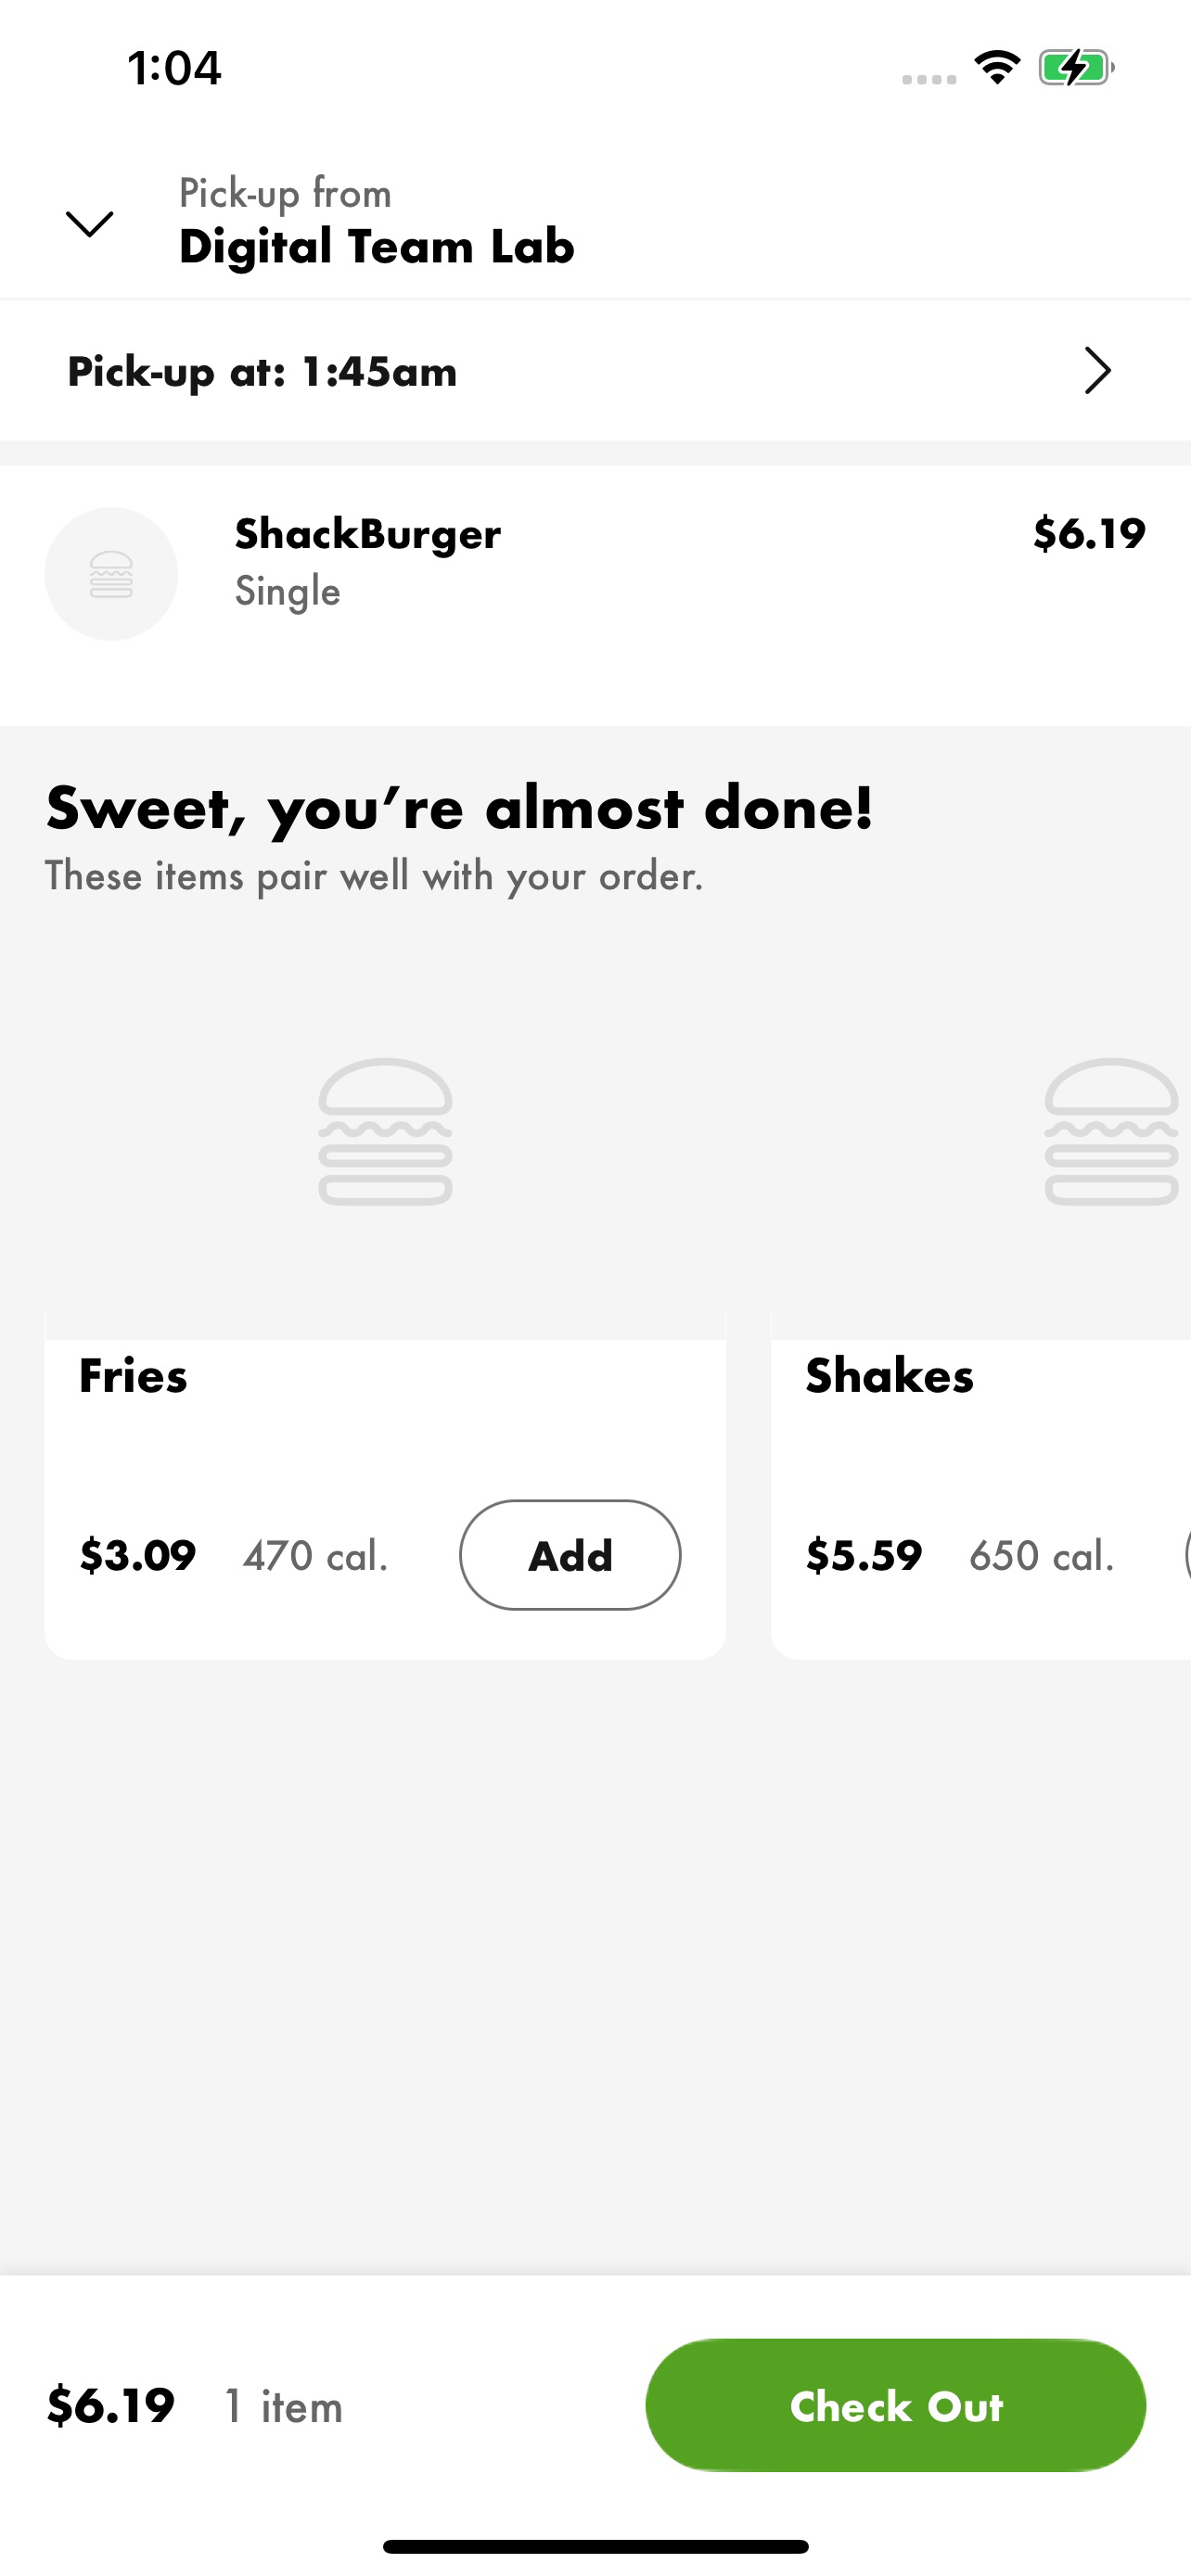 1:04
Pick-up from
Digital Team Lab
Pick-up at: 1:45am
ShackBurger
$6.19
Single
Sweet, you’re almost done!
These items pair well with your order.
Fries
Shakes
$3.09 470 cal. Add
$5.59 650 cal.
$6.19 1 item
Check Out